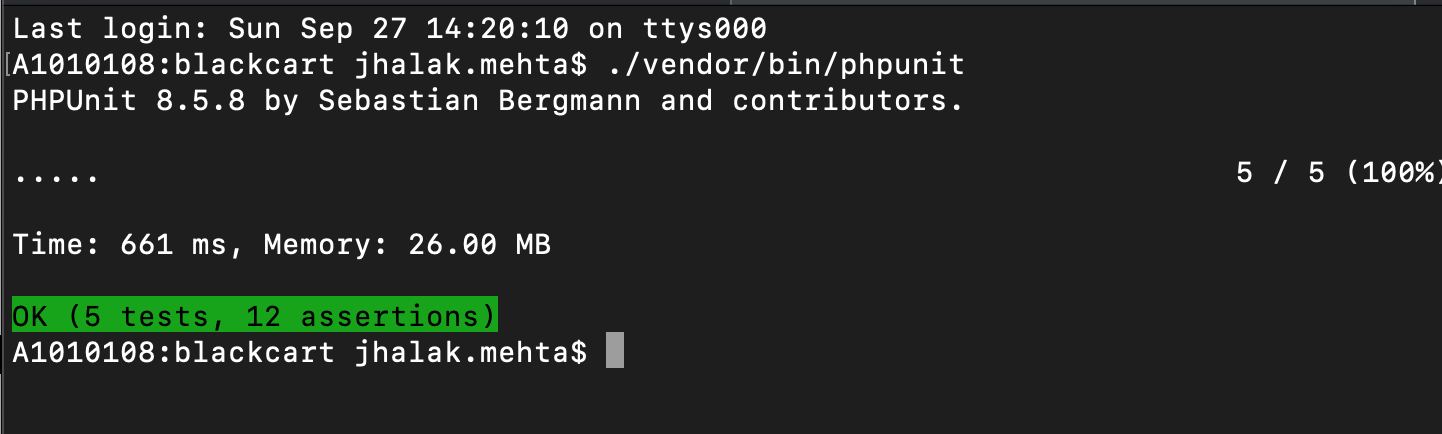 Last login: Sun Sep 27 14:20:10 on ttys000
[A1010108:blackcart jhalak.mehta$ ./vendor/bin/phpunit
PHPUnit 8.5.8 by Sebastian Bergmann and contributors.
..... 5 / 5 (100%)
Time: 661 ms, Memory: 26.00 MB
OK (5 tests, 12 assertions)
A1010108:blackcart jhalak.mehta$